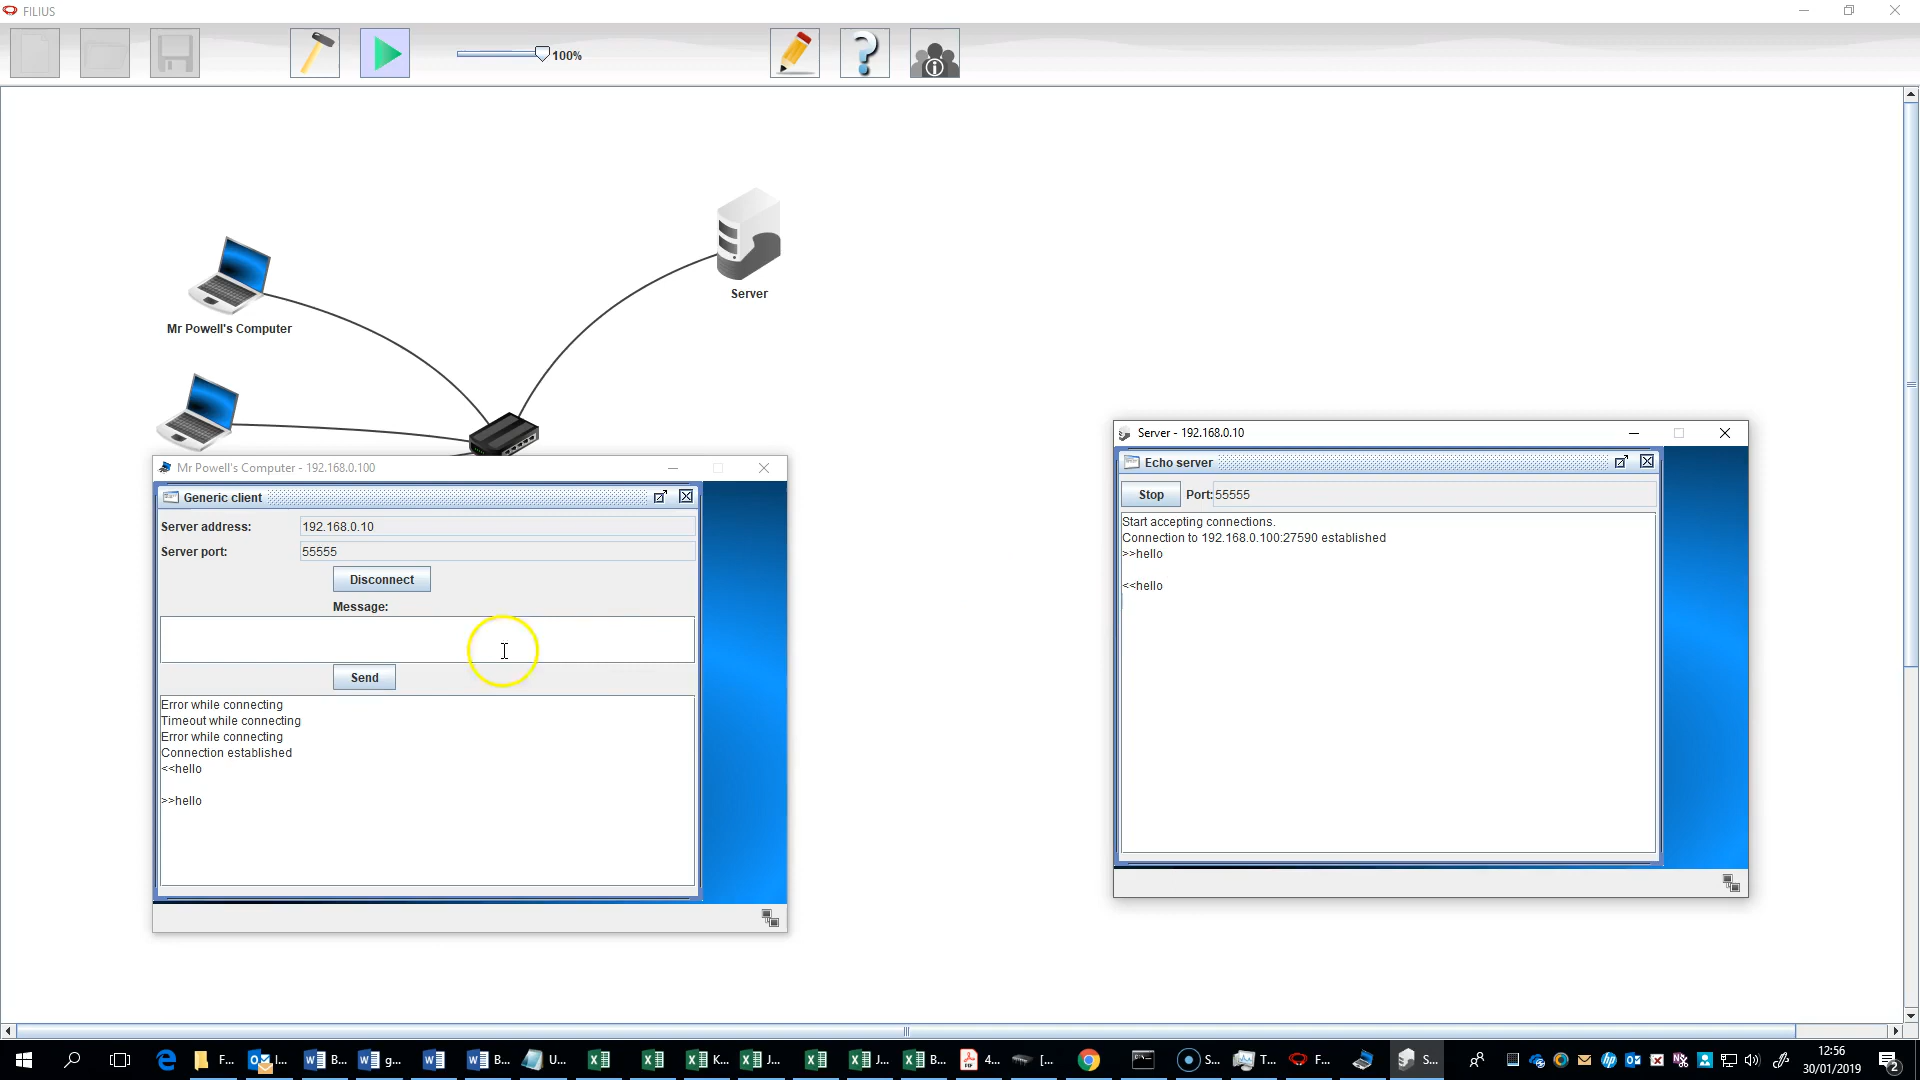 FILIUS
100%
Server
Mr Powell's Computer
Mr Powell's Computer - 192.168.0.100
Generic client
Server address:
192.168.0.10
Server port:
55555
Disconnect
Message:
Send
Error while connecting
Timeout while connecting
Error while connecting
Connection established
<<hello
>>hello
Server - 192.168.0.10
Echo server
Stop
Port:
55555
Start accepting connections.
Connection to 192.168.0.100:27590 established
>>hello
<<hello
F...
I...
B...
g...
B...
U...
K...
J...
J...
B...
4...
[...
S...
T...
F...
S...
12:56
30/01/2019
2